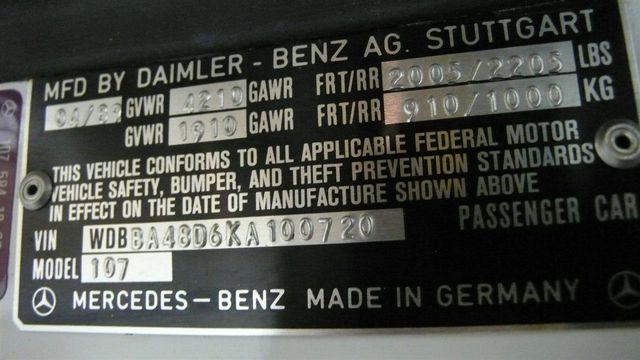 MFD BY DAIMLER - BENZ AG. STUTTGART
04/89 GVWR 4210 GAWR FRT/RR 2005/2205 LBS
GVWR 1910 GAWR FRT/RR 910/1000 KG
THIS VEHICLE CONFORMS TO ALL APPLICABLE FEDERAL MOTOR
VEHICLE SAFETY, BUMPER, AND THEFT PREVENTION STANDARDS
IN EFFECT ON THE DATE OF MANUFACTURE SHOWN ABOVE
VIN WDBBA48D6KA100720 PASSENGER CAR
MODEL 107
MERCEDES-BENZ MADE IN GERMANY